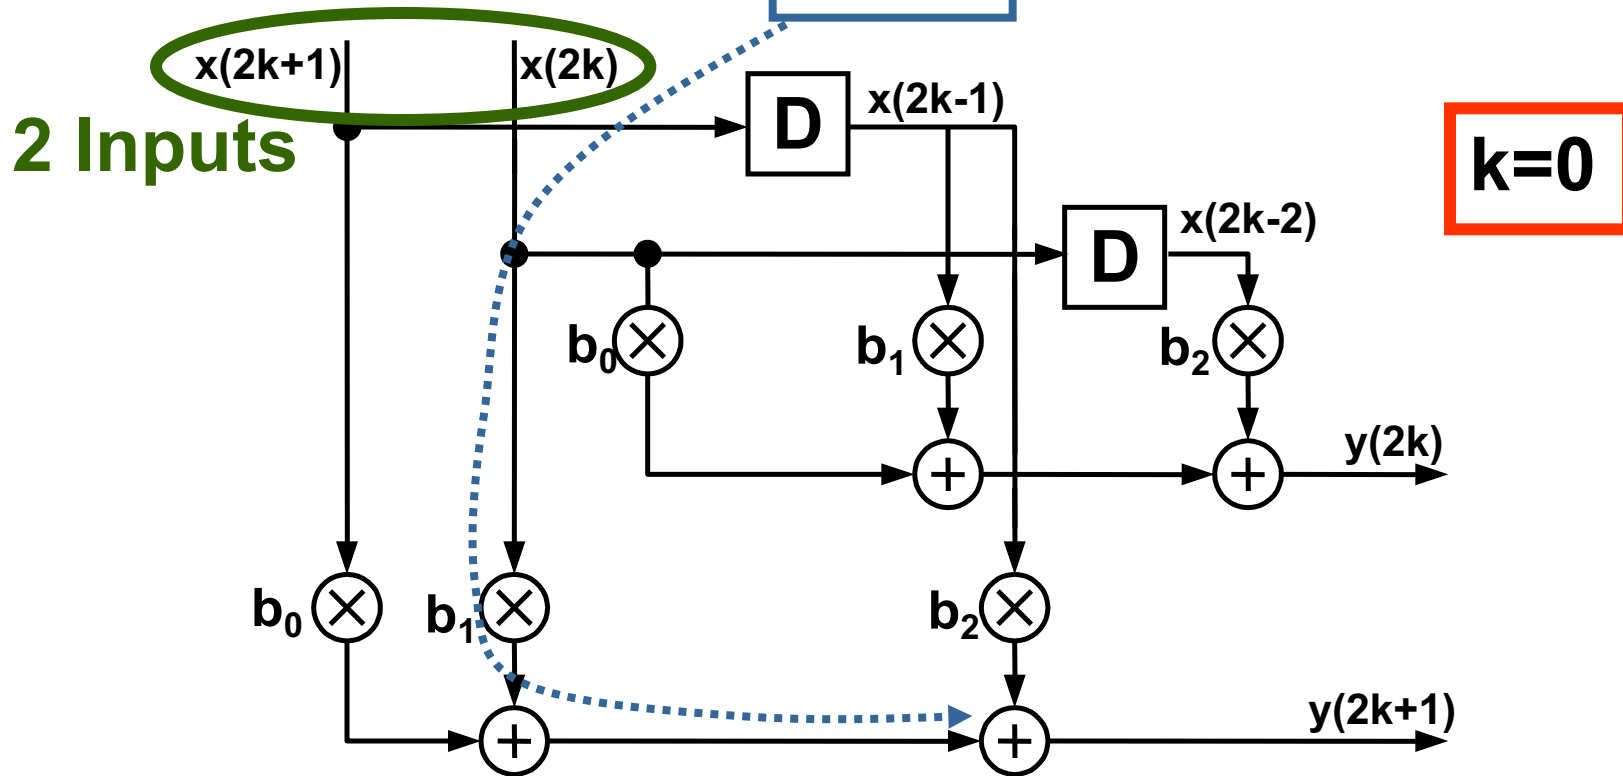 x(2k+1)
x(2k)
2 Inputs
D
x(2k-1)
k=0
D
x(2k-2)
b₀
b₁
b₂
y(2k)
b₀
b₁
b₂
y(2k+1)